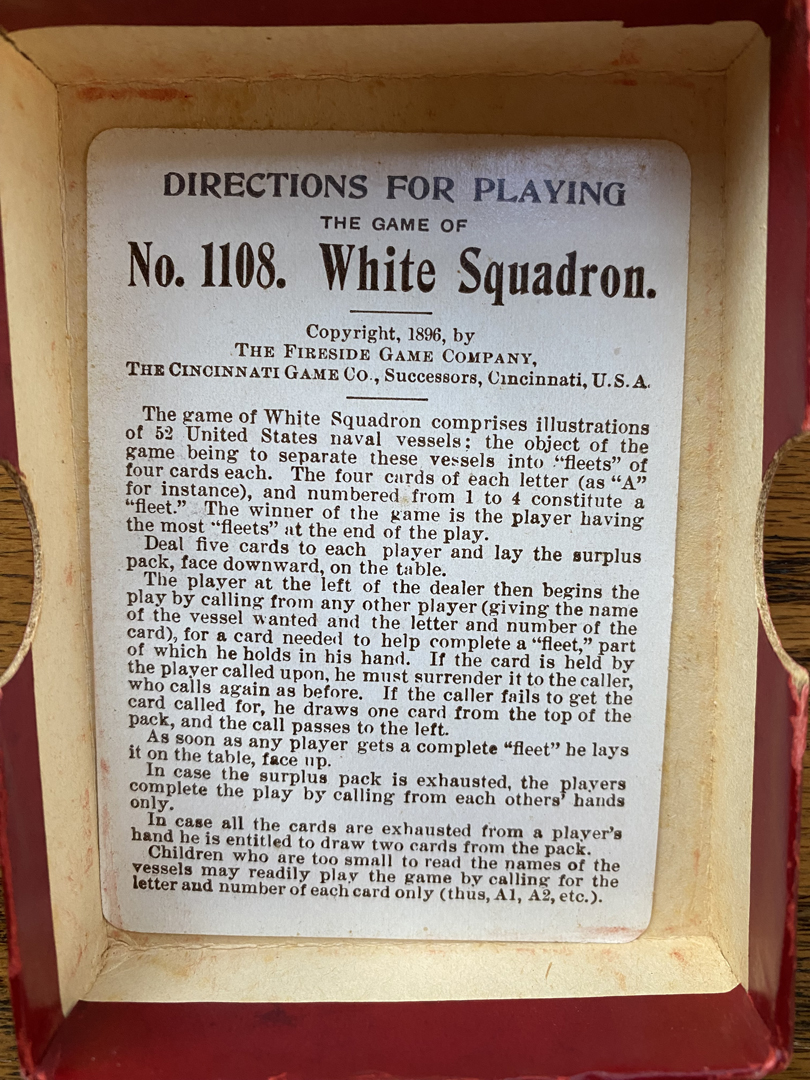 DIRECTIONS FOR PLAYING
THE GAME OF
No. 1108. White Squadron.
Copyright, 1896, by
THE FIRESIDE GAME COMPANY,
THE CINCINNATI GAME CO., Successors, Cincinnati, U.S.A.
The game of White Squadron comprises illustrations
of 52 United States naval vessels; the object of the
game being to separate these vessels into "fleets" of
four cards each. The four cards of each letter (as "A"
for instance), and numbered from 1 to 4 constitute a
"fleet." The winner of the game is the player having
the most "fleets" at the end of the play.
Deal five cards to each player and lay the surplus
pack, face downward, on the table.
The player at the left of the dealer then begins the
play by calling from any other player (giving the name
of the vessel wanted and the letter and number of the
card), for a card needed to help complete a "fleet," part
of which he holds in his hand. If the card is held by
the player called upon, he must surrender it to the caller,
who calls again as before. If the caller fails to get the
card called for, he draws one card from the top of the
pack, and the call passes to the left.
As soon as any player gets a complete "fleet" he lays
it on the table, face up.
In case the surplus pack is exhausted, the players
complete the play by calling from each others' hands
only.
In case all the cards are exhausted from a player's
hand he is entitled to draw two cards from the pack.
Children who are too small to read the names of the
vessels may readily play the game by calling for the
letter and number of each card only (thus, A1, A2, etc.).